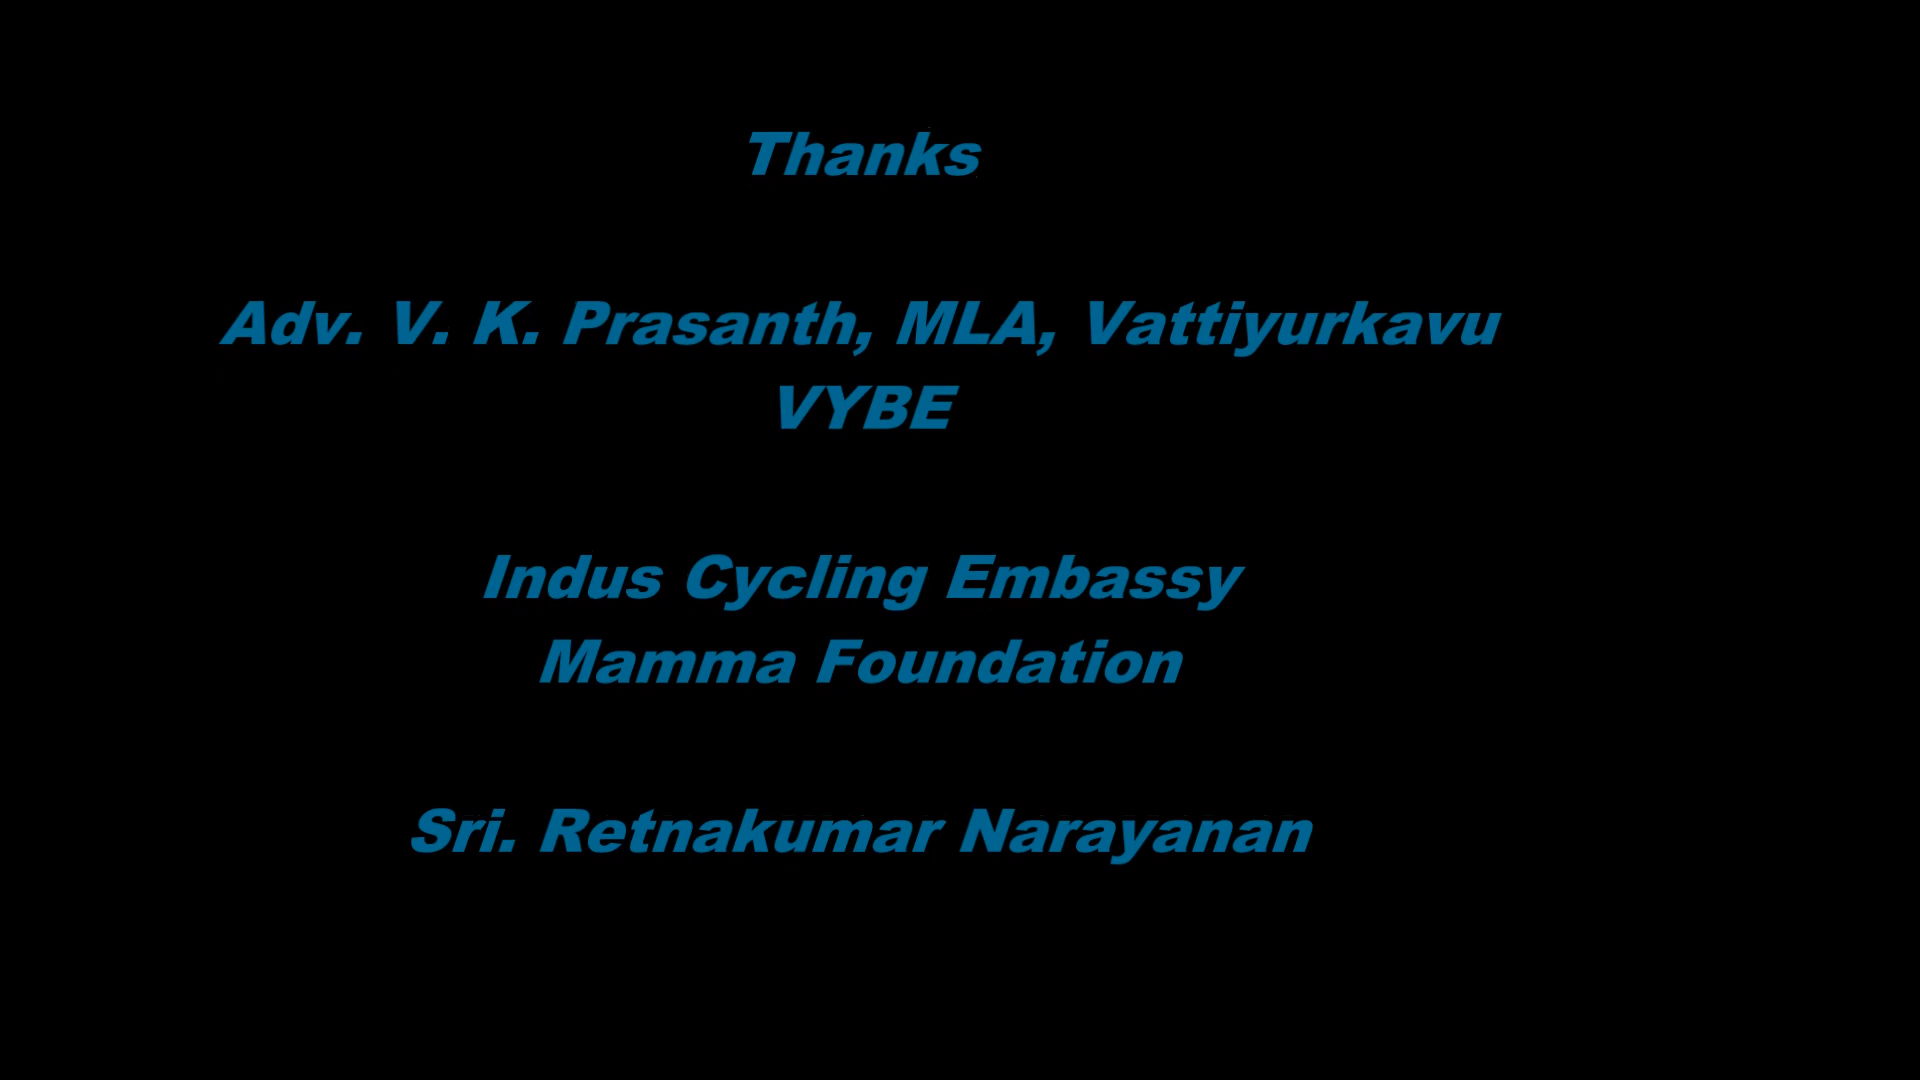 Thanks
Adv. V. K. Prasanth, MLA, Vattiyurkavu
VYBE
Indus Cycling Embassy
Mamma Foundation
Sri. Retnakumar Narayanan